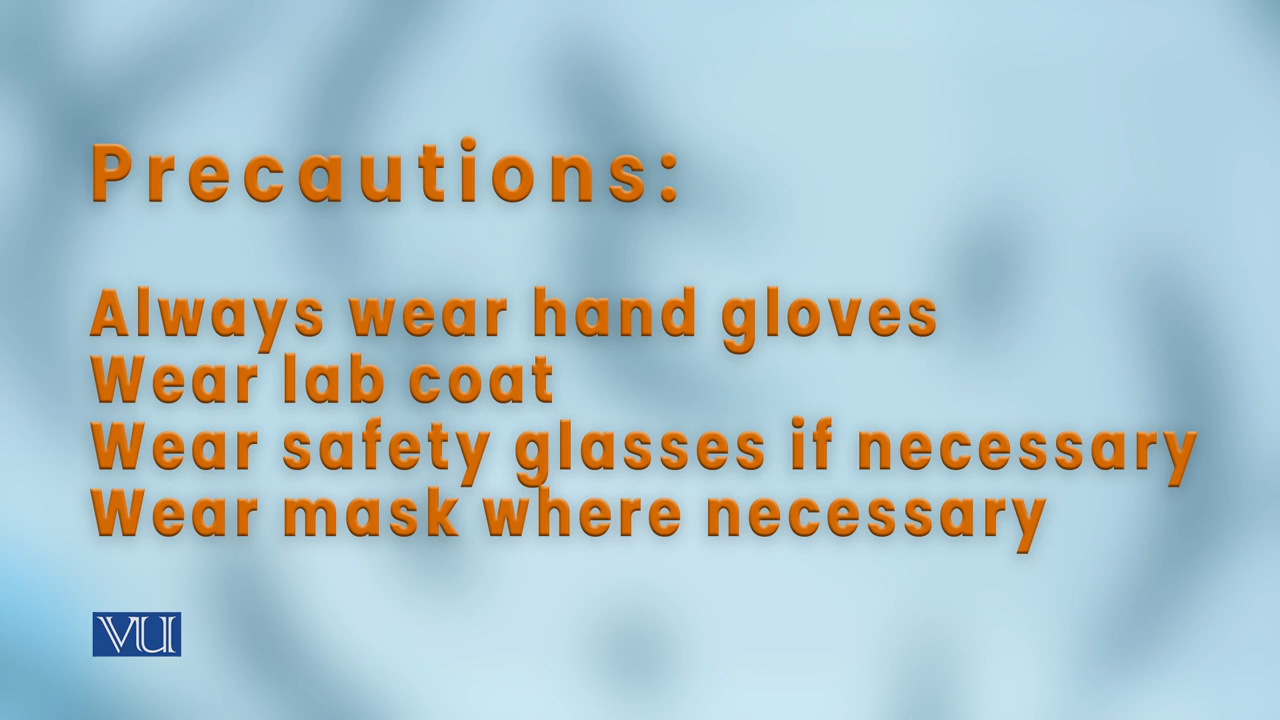 Precautions:
Always wear hand gloves
Wear lab coat
Wear safety glasses if necessary
Wear mask where necessary
VU